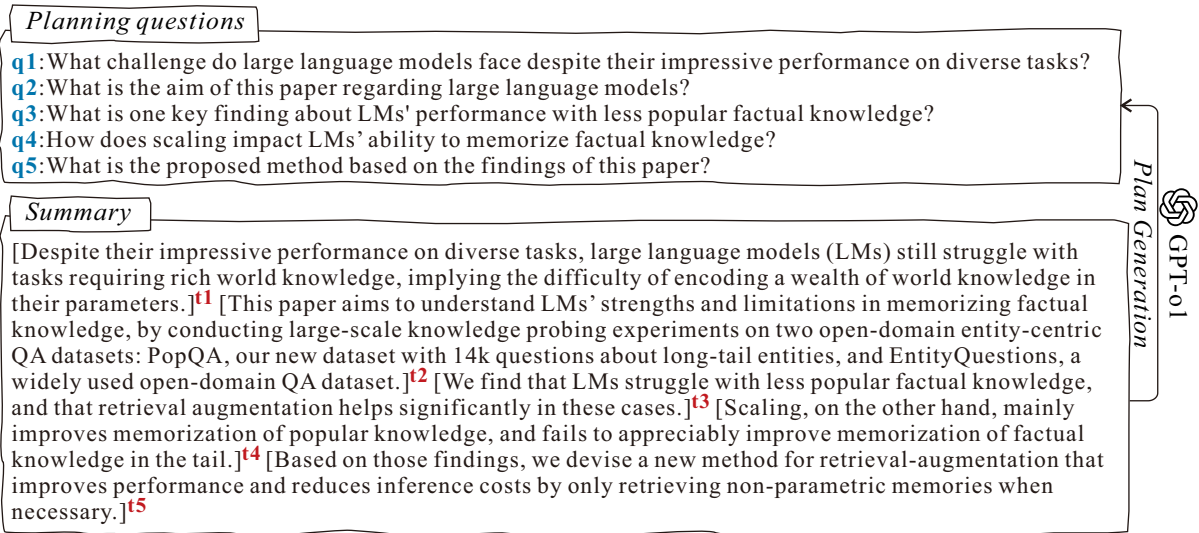 Planning questions
q1:What challenge do large language models face despite their impressive performance on diverse tasks?
q2:What is the aim of this paper regarding large language models?
q3:What is one key finding about LMs' performance with less popular factual knowledge?
q4:How does scaling impact LMs’ ability to memorize factual knowledge?
q5:What is the proposed method based on the findings of this paper?
Summary
[Despite their impressive performance on diverse tasks, large language models (LMs) still struggle with
tasks requiring rich world knowledge, implying the difficulty of encoding a wealth of world knowledge in
their parameters.]t1 [This paper aims to understand LMs’ strengths and limitations in memorizing factual
knowledge, by conducting large-scale knowledge probing experiments on two open-domain entity-centric
QA datasets: PopQA, our new dataset with 14k questions about long-tail entities, and EntityQuestions, a
widely used open-domain QA dataset.]t2 [We find that LMs struggle with less popular factual knowledge,
and that retrieval augmentation helps significantly in these cases.]t3 [Scaling, on the other hand, mainly
improves memorization of popular knowledge, and fails to appreciably improve memorization of factual
knowledge in the tail.]t4 [Based on those findings, we devise a new method for retrieval-augmentation that
improves performance and reduces inference costs by only retrieving non-parametric memories when
necessary.]t5
Plan Generation
GPT-o1